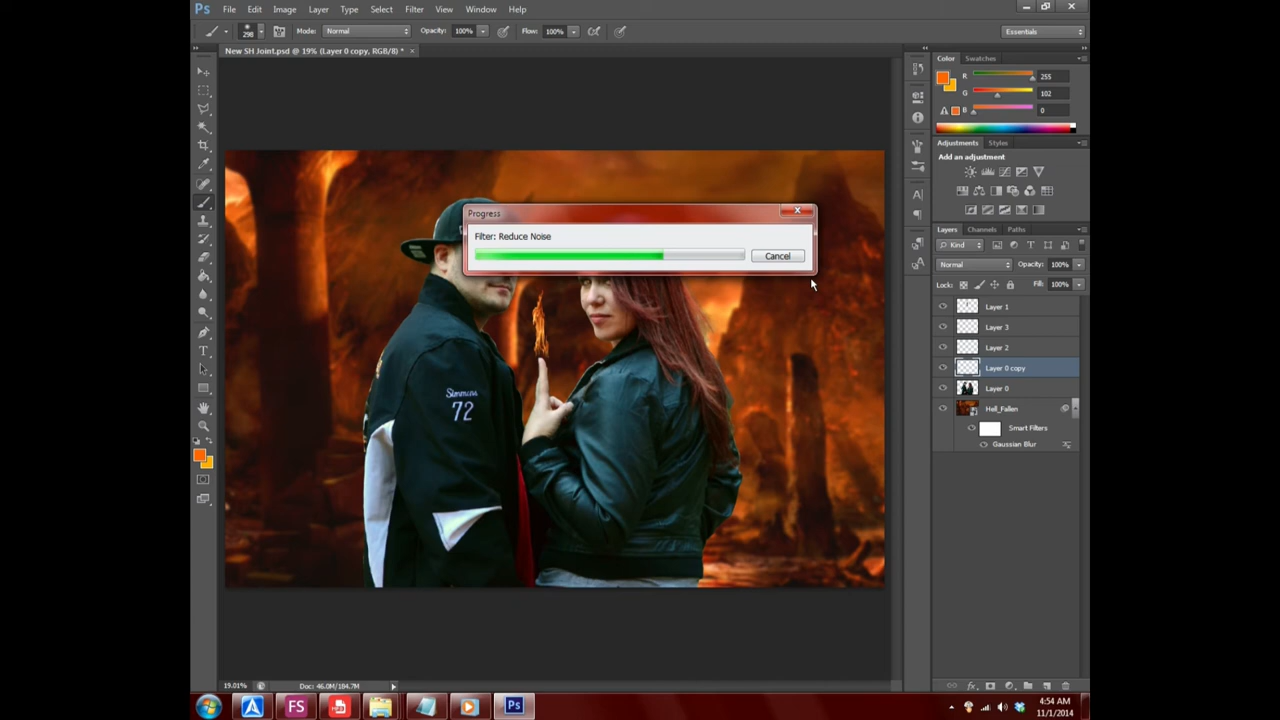 Ps File Edit Image Layer Type Select Filter View Window Help
298 Mode: Normal Opacity: 100% Flow: 100% Essentials
New SH Joint.psd @ 19% (Layer 0 copy, RGB/8) * ×
Color Swatches
R 255
G 102
B 0
Adjustments Styles
Add an adjustment
Progress
Filter: Reduce Noise
Cancel
Layers Channels Paths
Kind
Normal Opacity: 100%
Lock: Fill: 100%
Layer 1
Layer 3
Layer 2
Layer 0 copy
Layer 0
Hell_Fallen
Smart Filters
Gaussian Blur
Simmons
72
19.01% Doc: 46.0M/184.7M
FS Ps
4:54 AM
11/1/2014